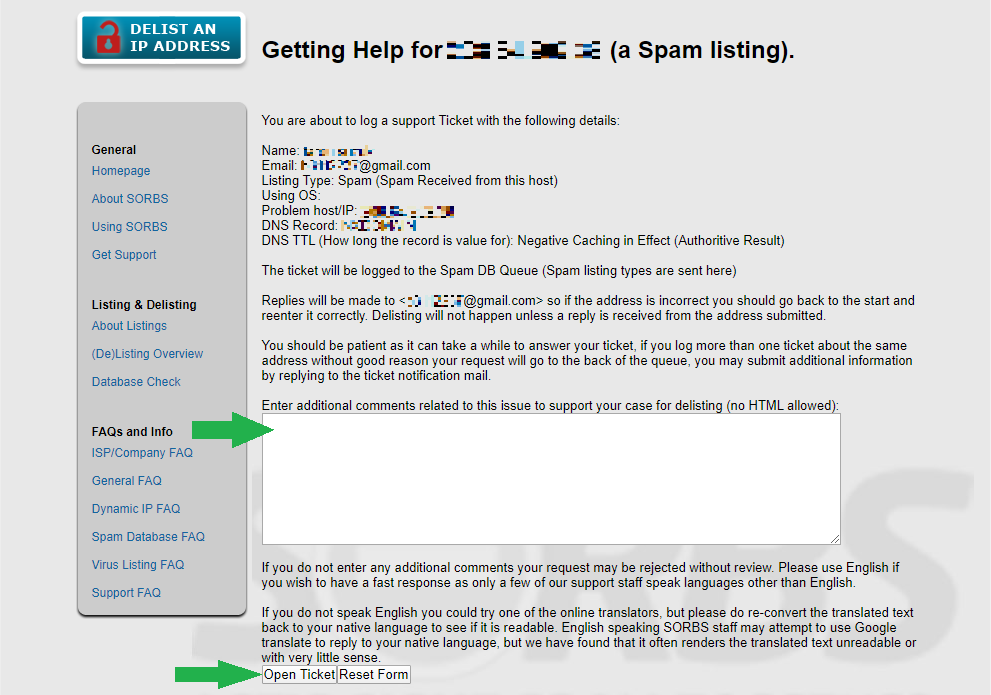 DELIST AN
IP ADDRESS
Getting Help for (a Spam listing).
General
Homepage
About SORBS
Using SORBS
Get Support
Listing & Delisting
About Listings
(De)Listing Overview
Database Check
FAQs and Info
ISP/Company FAQ
General FAQ
Dynamic IP FAQ
Spam Database FAQ
Virus Listing FAQ
Support FAQ
You are about to log a support Ticket with the following details:
Name:
Email: @gmail.com
Listing Type: Spam (Spam Received from this host)
Using OS:
Problem host/IP:
DNS Record:
DNS TTL (How long the record is value for): Negative Caching in Effect (Authoritive Result)
The ticket will be logged to the Spam DB Queue (Spam listing types are sent here)
Replies will be made to < @gmail.com> so if the address is incorrect you should go back to the start and
reenter it correctly. Delisting will not happen unless a reply is received from the address submitted.
You should be patient as it can take a while to answer your ticket, if you log more than one ticket about the same
address without good reason your request will go to the back of the queue, you may submit additional information
by replying to the ticket notification mail.
Enter additional comments related to this issue to support your case for delisting (no HTML allowed):
If you do not enter any additional comments your request may be rejected without review. Please use English if
you wish to have a fast response as only a few of our support staff speak languages other than English.
If you do not speak English you could try one of the online translators, but please do re-convert the translated text
back to your native language to see if it is readable. English speaking SORBS staff may attempt to use Google
translate to reply to your native language, but we have found that it often renders the translated text unreadable or
with very little sense.
Open Ticket Reset Form
SORBS